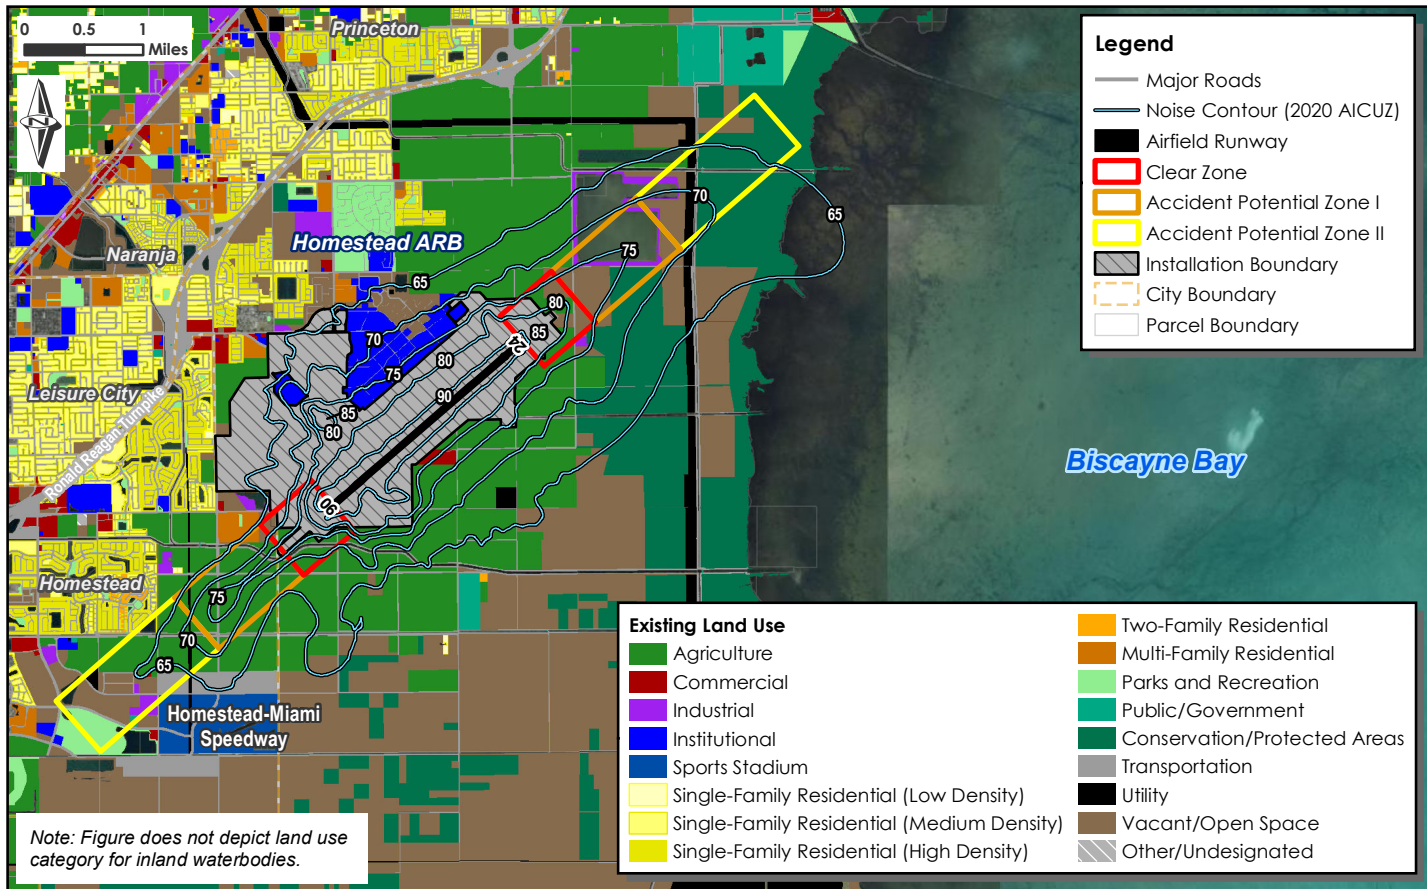 0 0.5 1
Miles
N
Princeton
Naranja
Homestead ARB
Leisure City
Ronald Reagan Turnpike
Homestead
Homestead-Miami
Speedway
Biscayne Bay
65
70
75
80
85
24
70
65
75
80
90
85
80
70
75
65
06
75
70
65
Legend
Major Roads
Noise Contour (2020 AICUZ)
Airfield Runway
Clear Zone
Accident Potential Zone I
Accident Potential Zone II
Installation Boundary
City Boundary
Parcel Boundary
Existing Land Use
Agriculture
Commercial
Industrial
Institutional
Sports Stadium
Single-Family Residential (Low Density)
Single-Family Residential (Medium Density)
Single-Family Residential (High Density)
Two-Family Residential
Multi-Family Residential
Parks and Recreation
Public/Government
Conservation/Protected Areas
Transportation
Utility
Vacant/Open Space
Other/Undesignated
Note: Figure does not depict land use
category for inland waterbodies.